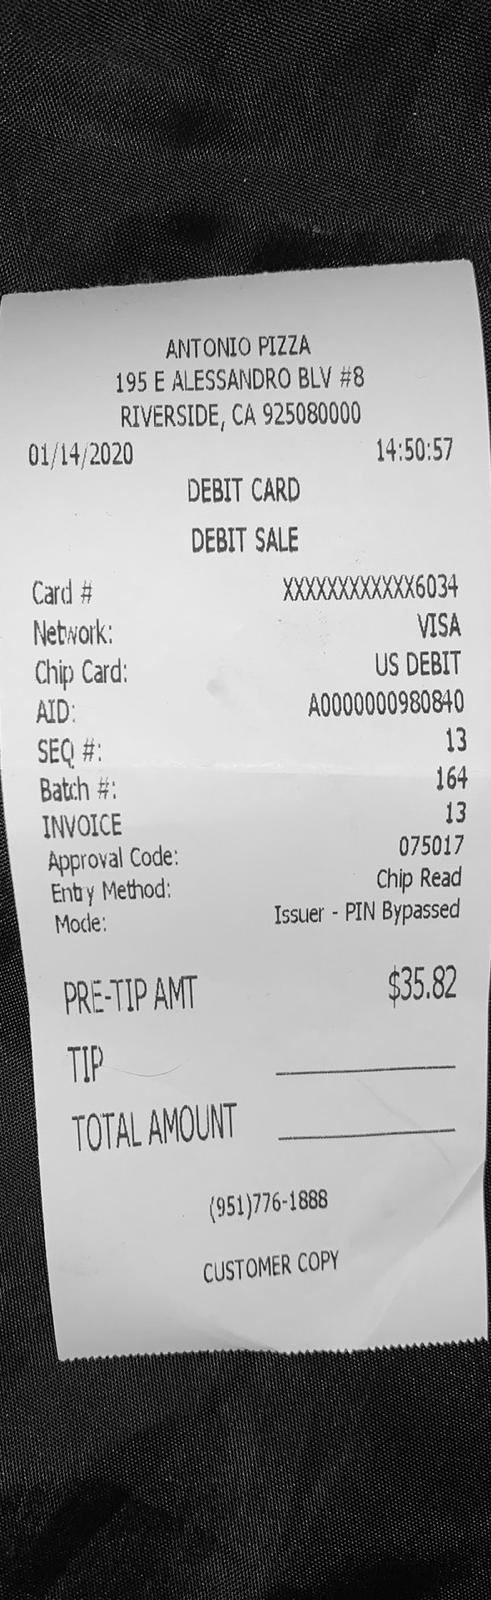 ANTONIO PIZZA
195 E ALESSANDRO BLV #8
RIVERSIDE, CA 925080000
01/14/2020 14:50:57
DEBIT CARD
DEBIT SALE
Card # XXXXXXXXXXXX6034
Network: VISA
Chip Card: US DEBIT
AID: A0000000980840
SEQ #: 13
Batch #: 164
INVOICE 13
Approval Code: 075017
Entry Method: Chip Read
Mode: Issuer - PIN Bypassed
PRE-TIP AMT $35.82
TIP
TOTAL AMOUNT
(951)776-1888
CUSTOMER COPY